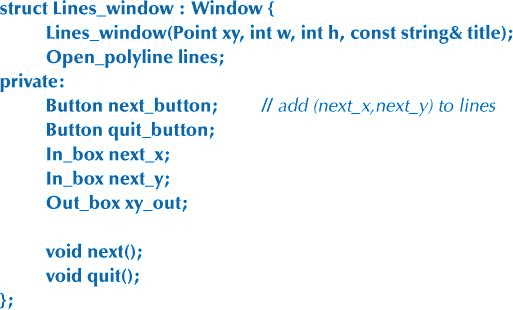 struct Lines_window : Window {
Lines_window(Point xy, int w, int h, const string& title);
Open_polyline lines;
private:
Button next_button; // add (next_x,next_y) to lines
Button quit_button;
In_box next_x;
In_box next_y;
Out_box xy_out;
void next();
void quit();
};